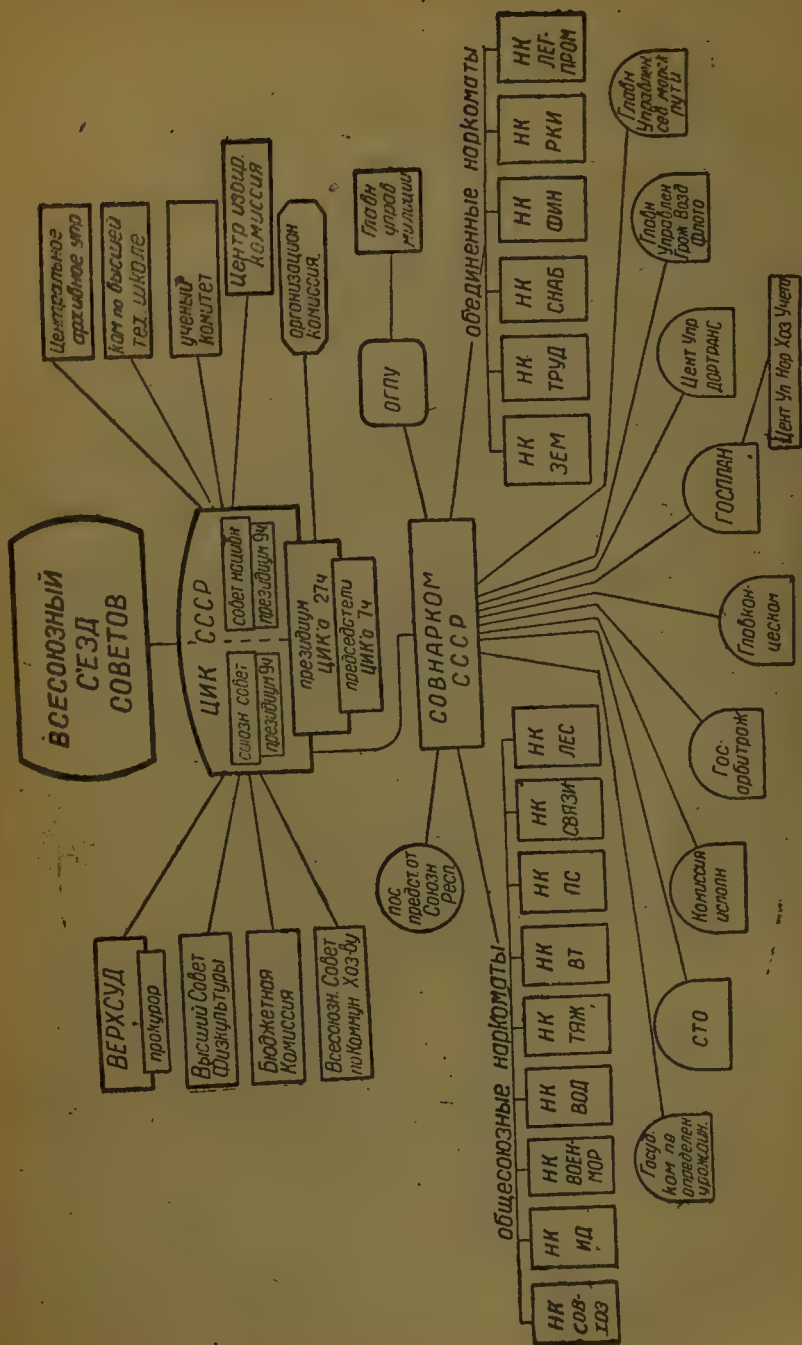 ВСЕСОЮЗНЫЙ
С'ЕЗД
СОВЕТОВ
ЦИК СССР
союзн совет
президиум 9ч
совет национ
президиум 9ч
президиум
ЦИК'а 27ч
председатели
ЦИК'а 7ч
ВЕРХСУД
прокурор
Высший Совет
Физкультуры
Бюджетная
Комиссия
Всесоюзн. Совет
по Коммун Хоз-ву
Центральное
архивное упр
ком по высшей
тех. школе
ученый
комитет
Центр избир.
комиссия
организацион
комиссия
пос
предст. от
Союзн
Респ
СОВНАРКОМ
СССР
ОГПУ
Главн
управ
милиции
общесоюзные наркоматы
НК
СОВ-
ХОЗ
НК
ИД
НК
ВОЕН-
МОР
НК
ВОД
НК
ТЯЖ
НК
ВТ
НК
ПС
НК
СВЯЗИ
НК
ЛЕС
обединенные наркоматы
НК
ЗЕМ
НК
ТРУД
НК
СНАБ
НК
ФИН
НК
РКИ
НК
ЛЕГ-
ПРОМ
Госуд.
ком по
определен
урожайн.
СТО
Комиссия
исполн
Гос-
арбитраж
Главкон-
цеском
ГОСПЛАН
Цент Уп Нар Хоз Учета
Цент Упр
ДОРТРАНС
Главн
Управлен
Граж Возд
Флота
Главн
Управлен
сев морск
пути